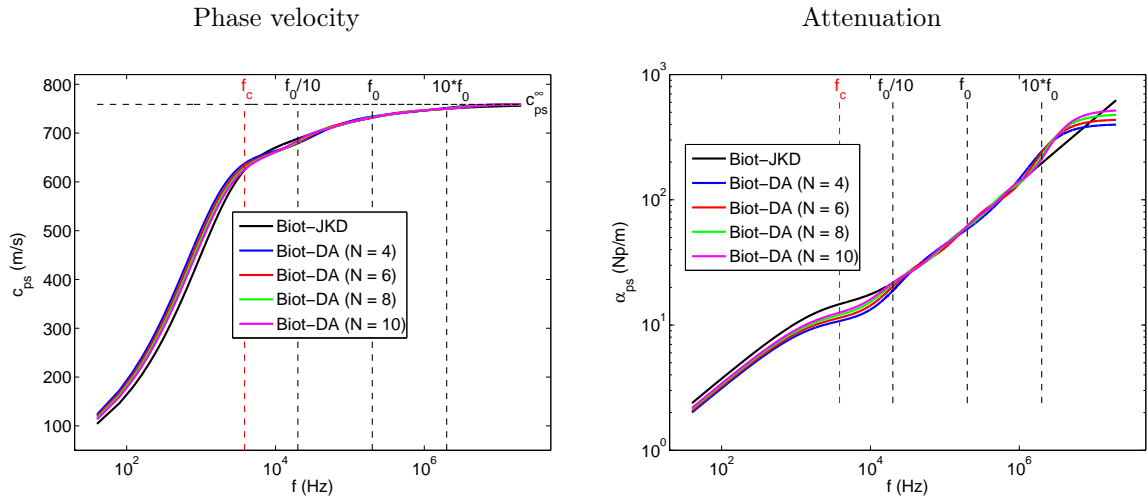 Phase velocity
f_c f_0/10 f_0 10*f_0
800
c_ps^∞
700
600
500
400
300
200
100
c_ps (m/s)
Biot−JKD
Biot−DA (N = 4)
Biot−DA (N = 6)
Biot−DA (N = 8)
Biot−DA (N = 10)
10^2 10^4 10^6
f (Hz)
Attenuation
f_c f_0/10 f_0 10*f_0
10^3
10^2
10^1
10^0
α_ps (Np/m)
Biot−JKD
Biot−DA (N = 4)
Biot−DA (N = 6)
Biot−DA (N = 8)
Biot−DA (N = 10)
10^2 10^4 10^6
f (Hz)